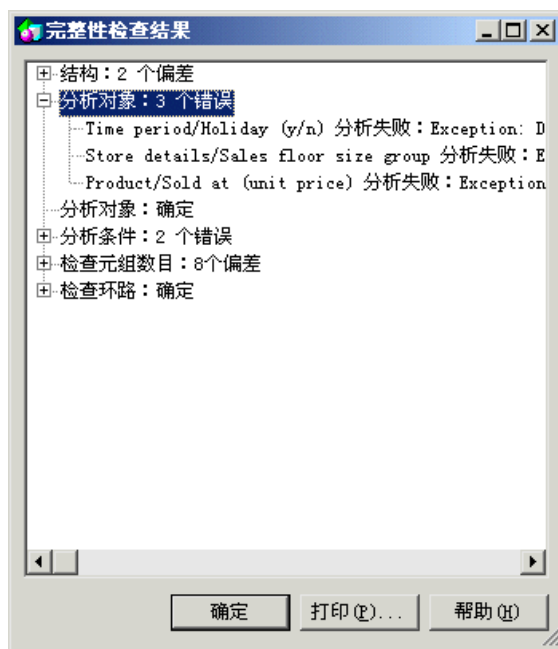 完整性检查结果
结构：2 个偏差
分析对象：3 个错误
Time period/Holiday (y/n) 分析失败：Exception: D
Store details/Sales floor size group 分析失败：E
Product/Sold at (unit price) 分析失败：Exception
分析对象：确定
分析条件：2 个错误
检查元组数目：8个偏差
检查环路：确定
确定 打印(P)... 帮助(H)